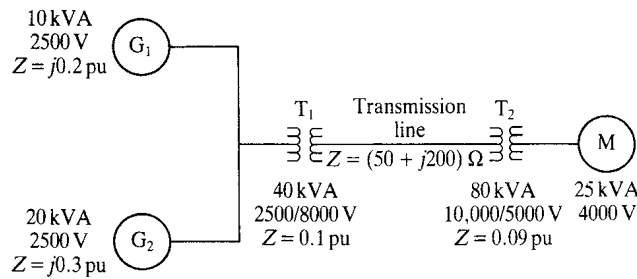 10 kVA
2500 V
Z = j0.2 pu
G₁
T₁
Transmission
line
T₂
Z = (50 + j200) Ω
M
40 kVA
2500/8000 V
Z = 0.1 pu
80 kVA
10,000/5000 V
Z = 0.09 pu
25 kVA
4000 V
20 kVA
2500 V
Z = j0.3 pu
G₂